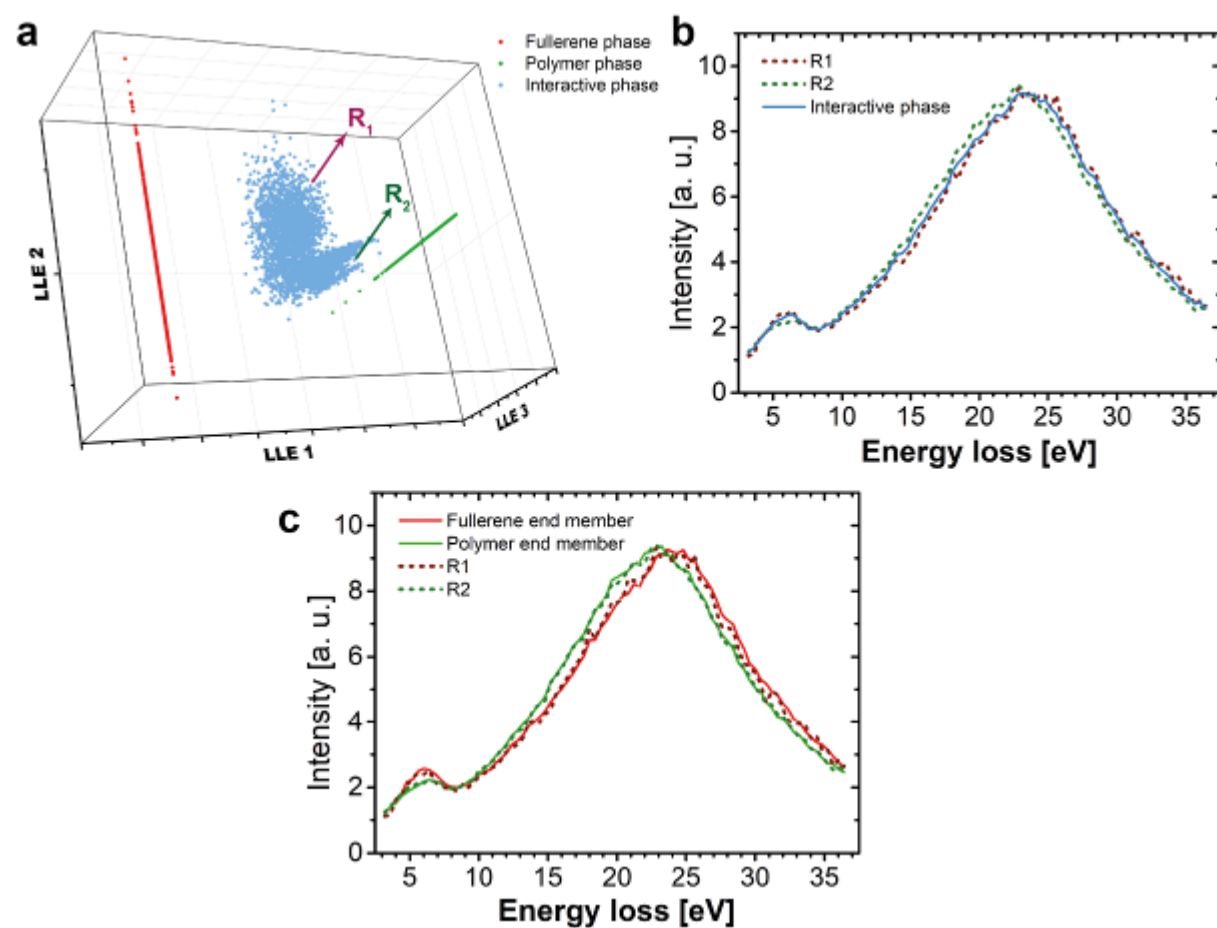 a
Fullerene phase
Polymer phase
Interactive phase
R1
R2
LLE 2
LLE 1
LLE 3
b
R1
R2
Interactive phase
10
8
6
4
2
0
Intensity [a. u.]
5 10 15 20 25 30 35
Energy loss [eV]
c
Fullerene end member
Polymer end member
R1
R2
10
8
6
4
2
0
Intensity [a. u.]
5 10 15 20 25 30 35
Energy loss [eV]